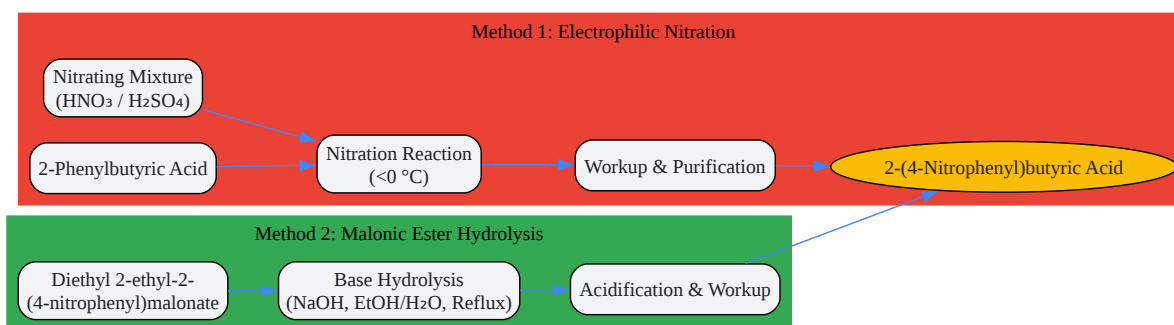 Method 1: Electrophilic Nitration
Nitrating Mixture
(HNO₃ / H₂SO₄)
2-Phenylbutyric Acid
Nitration Reaction
(<0 °C)
Workup & Purification
2-(4-Nitrophenyl)butyric Acid
Method 2: Malonic Ester Hydrolysis
Diethyl 2-ethyl-2-
(4-nitrophenyl)malonate
Base Hydrolysis
(NaOH, EtOH/H₂O, Reflux)
Acidification & Workup